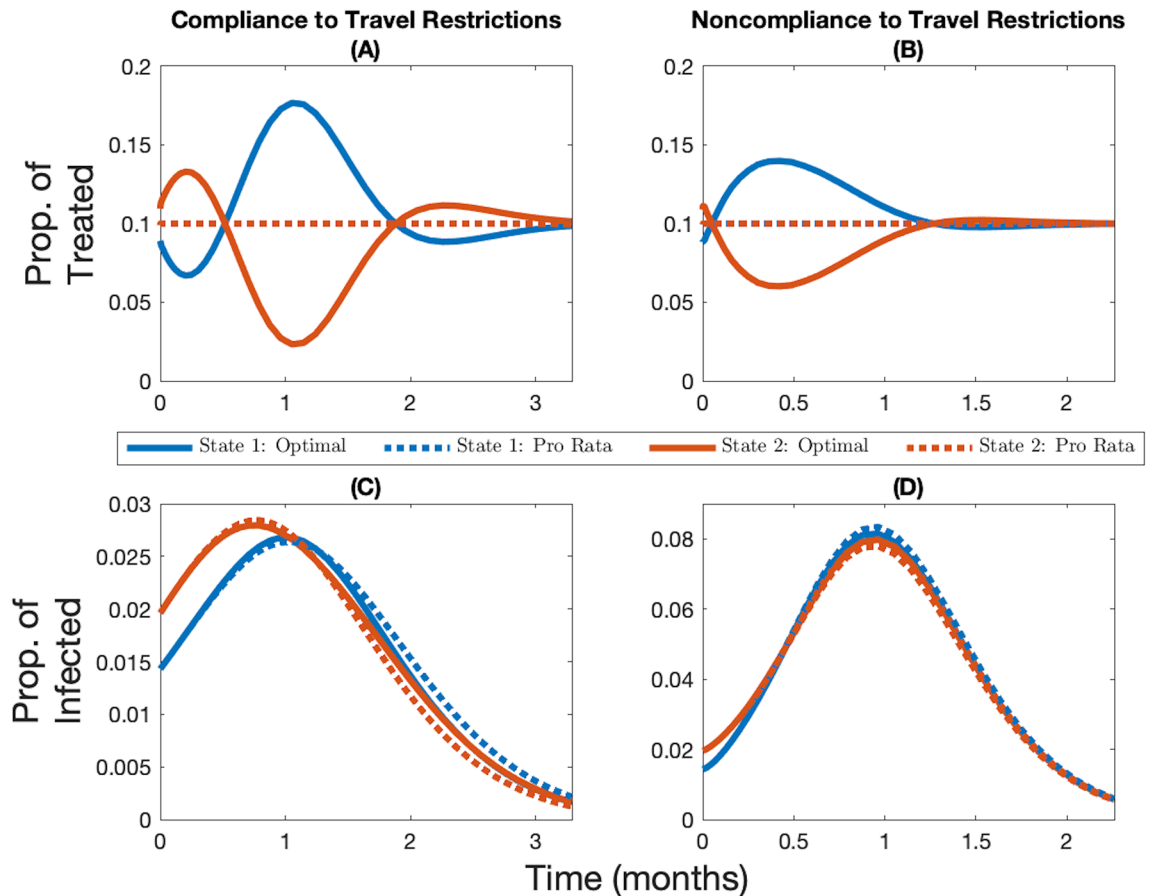 Compliance to Travel Restrictions
(A)
Noncompliance to Travel Restrictions
(B)
Prop. of
Treated
0.2
0.15
0.1
0.05
0
0 1 2 3
0.2
0.15
0.1
0.05
0
0 0.5 1 1.5 2
State 1: Optimal State 1: Pro Rata State 2: Optimal State 2: Pro Rata
(C)
(D)
Prop. of
Infected
0.03
0.025
0.02
0.015
0.01
0.005
0
0 1 2 3
0.08
0.06
0.04
0.02
0
0 0.5 1 1.5 2
Time (months)